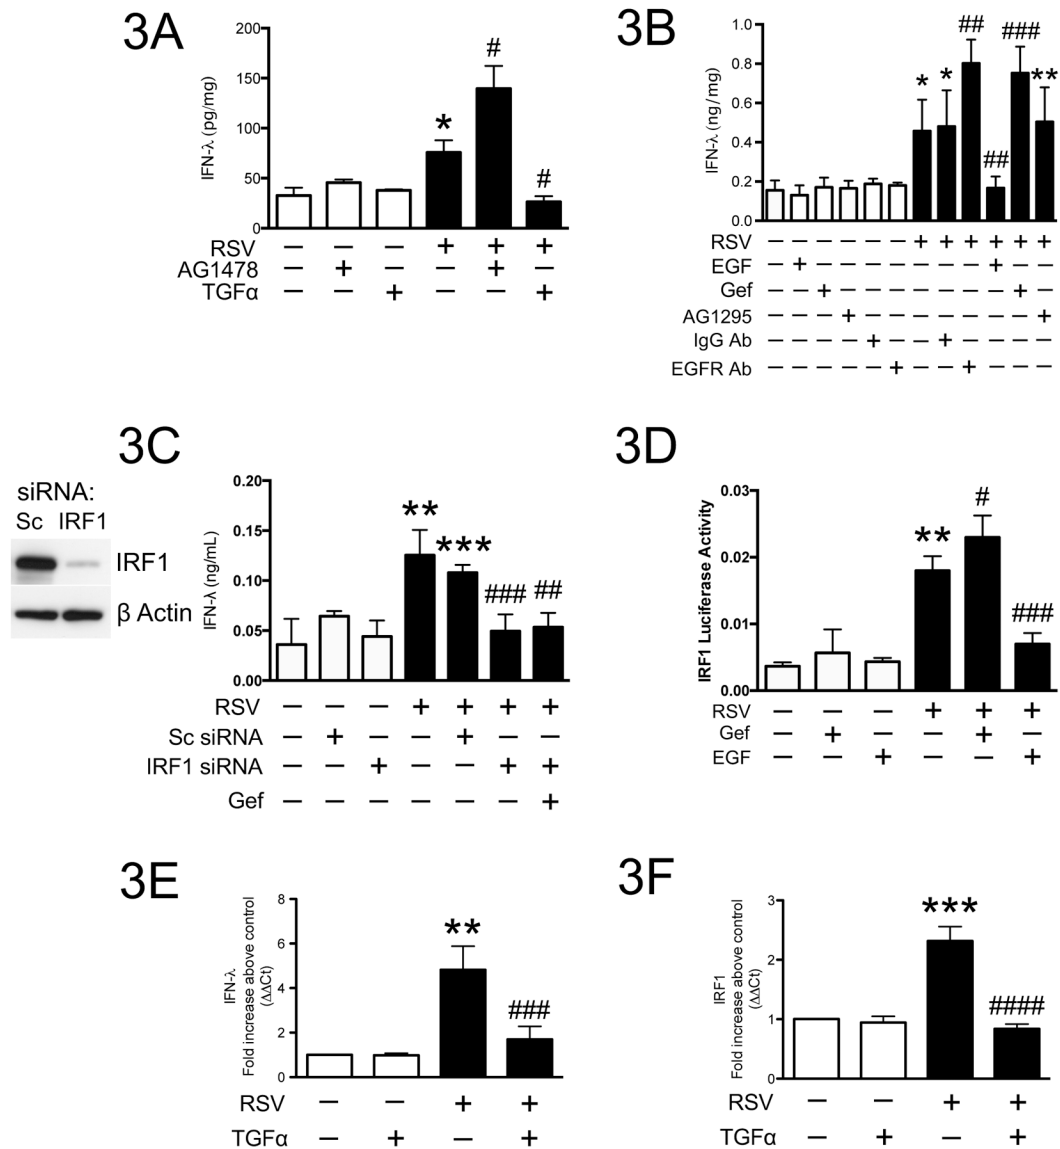 3A
IFN-λ (pg/mg)
200
150
100
50
0
*
#
#
RSV – – – + + +
AG1478 – + – – + –
TGFα – – + – – +
3B
IFN-λ (ng/mg)
1.0
0.8
0.6
0.4
0.2
0.0
*
*
##
##
###
**
RSV – – – – – – + + + + + +
EGF – + – – – – – – – + – –
Gef – – + – – – – – – – + –
AG1295 – – – + – – – – – – – +
IgG Ab – – – – + – – + – – – –
EGFR Ab – – – – – + – – + – – –
3C
siRNA:
Sc IRF1
IRF1
β Actin
IFN-λ (ng/mL)
0.20
0.15
0.10
0.05
0.00
**
***
###
##
RSV – – – + + + +
Sc siRNA – + – – + – –
IRF1 siRNA – – + – – + +
Gef – – – – – – +
3D
IRF1 Luciferase Activity
0.03
0.02
0.01
0.00
**
#
###
RSV – – – + + +
Gef – + – – + –
EGF – – + – – +
3E
IFN-λ
Fold increase above control
(ΔΔCt)
8
6
4
2
0
**
###
RSV – – + +
TGFα – + – +
3F
IRF1
Fold increase above control
(ΔΔCt)
3
2
1
0
***
####
RSV – – + +
TGFα – + – +